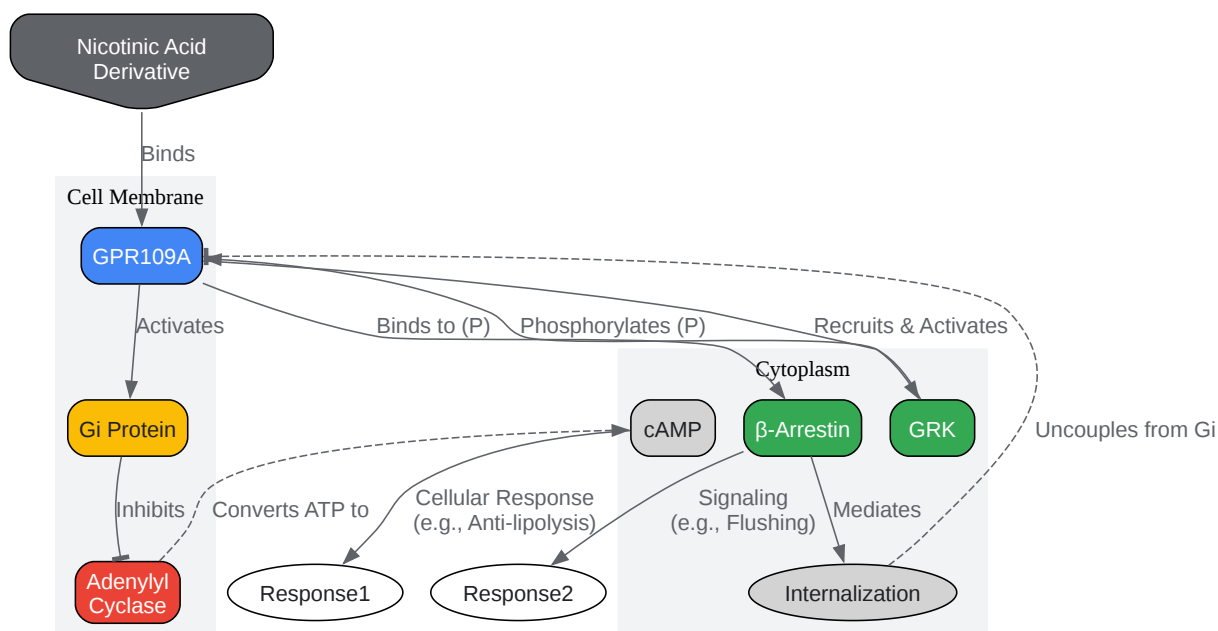 Nicotinic Acid
Derivative
Binds
Cell Membrane
GPR109A
Activates
Binds to (P)
Phosphorylates (P)
Recruits & Activates
Cytoplasm
Gi Protein
cAMP
β-Arrestin
GRK
Uncouples from Gi
Inhibits
Converts ATP to
Cellular Response
(e.g., Anti-lipolysis)
Signaling
(e.g., Flushing)
Mediates
Adenylyl
Cyclase
Response1
Response2
Internalization